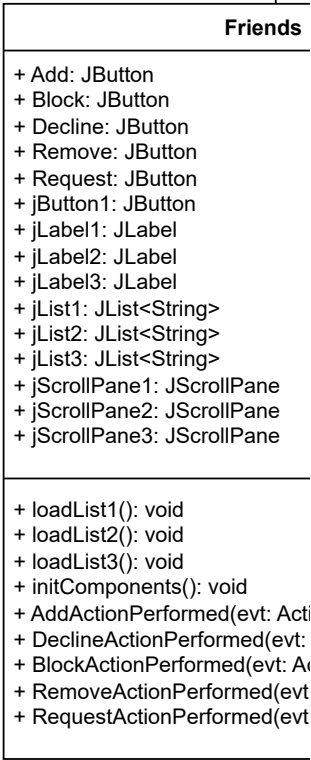 Friends
+ Add: JButton
+ Block: JButton
+ Decline: JButton
+ Remove: JButton
+ Request: JButton
+ jButton1: JButton
+ jLabel1: JLabel
+ jLabel2: JLabel
+ jLabel3: JLabel
+ jList1: JList<String>
+ jList2: JList<String>
+ jList3: JList<String>
+ jScrollPane1: JScrollPane
+ jScrollPane2: JScrollPane
+ jScrollPane3: JScrollPane
+ loadList1(): void
+ loadList2(): void
+ loadList3(): void
+ initComponents(): void
+ AddActionPerformed(evt: Acti
+ DeclineActionPerformed(evt:
+ BlockActionPerformed(evt: Ac
+ RemoveActionPerformed(evt
+ RequestActionPerformed(evt